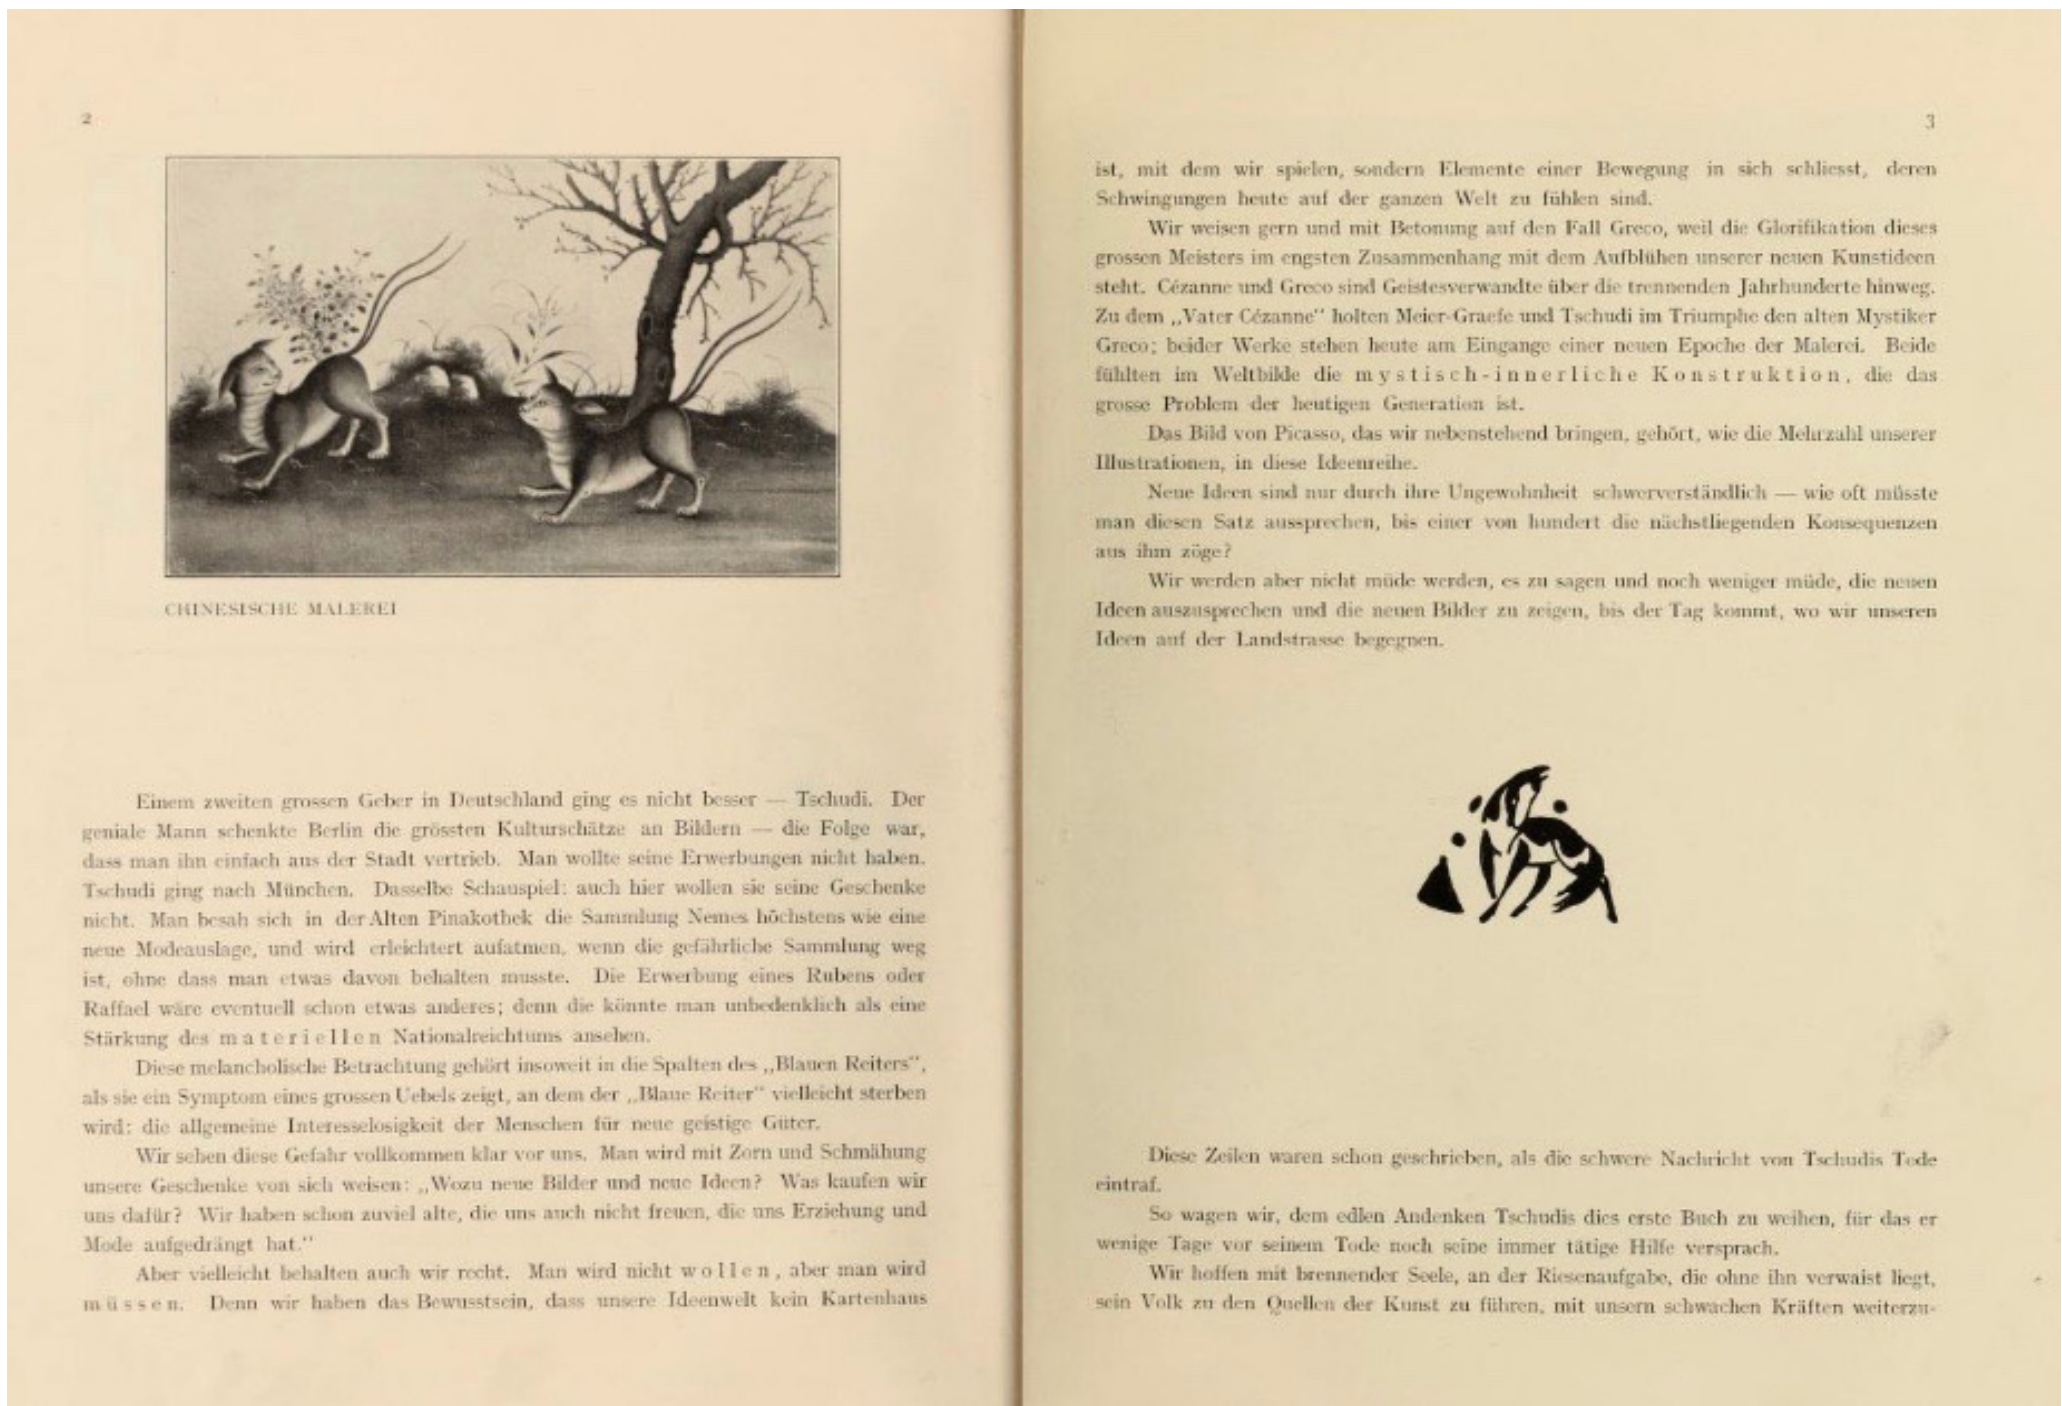 2
CHINESISCHE MALEREI
Einem zweiten grossen Geber in Deutschland ging es nicht besser — Tschudi. Der
geniale Mann schenkte Berlin die grössten Kulturschätze an Bildern — die Folge war,
dass man ihn einfach aus der Stadt vertrieb. Man wollte seine Erwerbungen nicht haben.
Tschudi ging nach München. Dasselbe Schauspiel: auch hier wollen sie seine Geschenke
nicht. Man besah sich in der Alten Pinakothek die Sammlung Nemes höchstens wie eine
neue Modeauslage, und wird erleichtert aufatmen, wenn die gefährliche Sammlung weg
ist, ohne dass man etwas davon behalten musste. Die Erwerbung eines Rubens oder
Raffael wäre eventuell schon etwas anderes; denn die könnte man unbedenklich als eine
Stärkung des materiellen Nationalreichtums ansehen.
Diese melancholische Betrachtung gehört insoweit in die Spalten des „Blauen Reiters“,
als sie ein Symptom eines grossen Uebels zeigt, an dem der „Blaue Reiter“ vielleicht sterben
wird: die allgemeine Interesselosigkeit der Menschen für neue geistige Güter.
Wir sehen diese Gefahr vollkommen klar vor uns. Man wird mit Zorn und Schmähung
unsere Geschenke von sich weisen: „Wozu neue Bilder und neue Ideen? Was kaufen wir
uns dafür? Wir haben schon zuviel alte, die uns auch nicht freuen, die uns Erziehung und
Mode aufgedrängt hat.“
Aber vielleicht behalten auch wir recht. Man wird nicht wollen, aber man wird
müssen. Denn wir haben das Bewusstsein, dass unsere Ideenwelt kein Kartenhaus
3
ist, mit dem wir spielen, sondern Elemente einer Bewegung in sich schliesst, deren
Schwingungen heute auf der ganzen Welt zu fühlen sind.
Wir weisen gern und mit Betonung auf den Fall Greco, weil die Glorifikation dieses
grossen Meisters im engsten Zusammenhang mit dem Aufblühen unserer neuen Kunstideen
steht. Cézanne und Greco sind Geistesverwandte über die trennenden Jahrhunderte hinweg.
Zu dem „Vater Cézanne“ holten Meier-Graefe und Tschudi im Triumphe den alten Mystiker
Greco; beider Werke stehen heute am Eingange einer neuen Epoche der Malerei. Beide
fühlten im Weltbilde die mystisch-innerliche Konstruktion, die das
grosse Problem der heutigen Generation ist.
Das Bild von Picasso, das wir nebenstehend bringen, gehört, wie die Mehrzahl unserer
Illustrationen, in diese Ideenreihe.
Neue Ideen sind nur durch ihre Ungewohnheit schwerverständlich — wie oft müsste
man diesen Satz aussprechen, bis einer von hundert die nächstliegenden Konsequenzen
aus ihm zöge?
Wir werden aber nicht müde werden, es zu sagen und noch weniger müde, die neuen
Ideen auszusprechen und die neuen Bilder zu zeigen, bis der Tag kommt, wo wir unseren
Ideen auf der Landstrasse begegnen.
Diese Zeilen waren schon geschrieben, als die schwere Nachricht von Tschudis Tode
eintraf.
So wagen wir, dem edlen Andenken Tschudis dies erste Buch zu weihen, für das er
wenige Tage vor seinem Tode noch seine immer tätige Hilfe versprach.
Wir hoffen mit brennender Seele, an der Riesenaufgabe, die ohne ihn verwaist liegt,
sein Volk zu den Quellen der Kunst zu führen, mit unsern schwachen Kräften weiterzu-